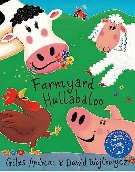 Farmyard
Hullabaloo
Giles Andreae & David Wojtowycz